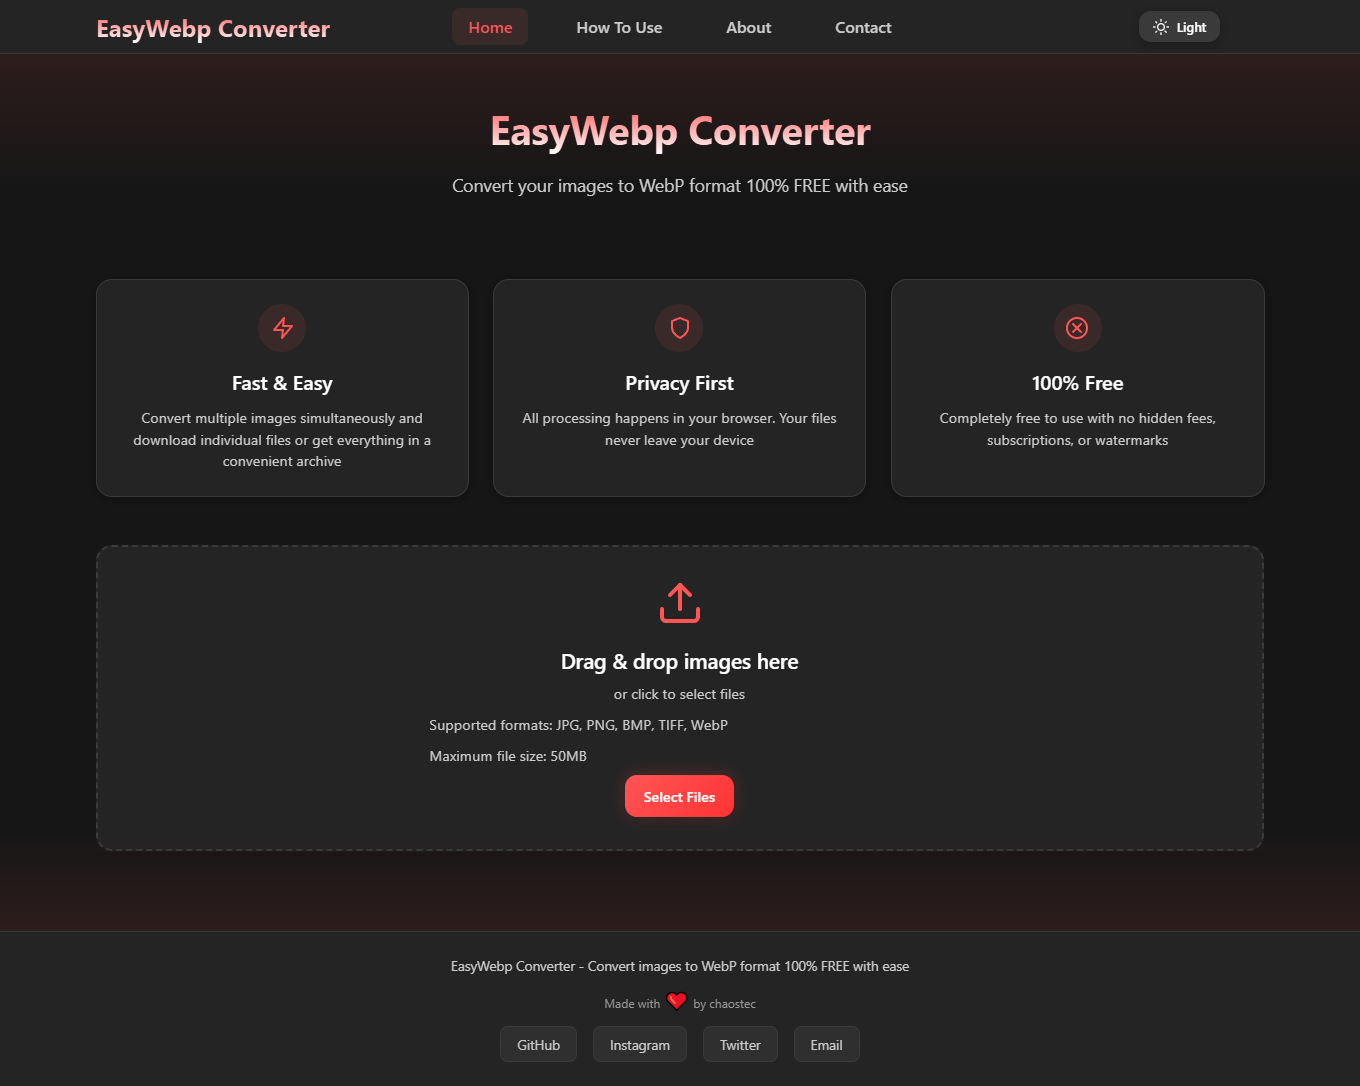 EasyWebp Converter
Home
How To Use
About
Contact
Light
EasyWebp Converter
Convert your images to WebP format 100% FREE with ease
Fast & Easy
Convert multiple images simultaneously and
download individual files or get everything in a
convenient archive
Privacy First
All processing happens in your browser. Your files
never leave your device
100% Free
Completely free to use with no hidden fees,
subscriptions, or watermarks
Drag & drop images here
or click to select files
Supported formats: JPG, PNG, BMP, TIFF, WebP
Maximum file size: 50MB
Select Files
EasyWebp Converter - Convert images to WebP format 100% FREE with ease
Made with by chaostec
GitHub
Instagram
Twitter
Email